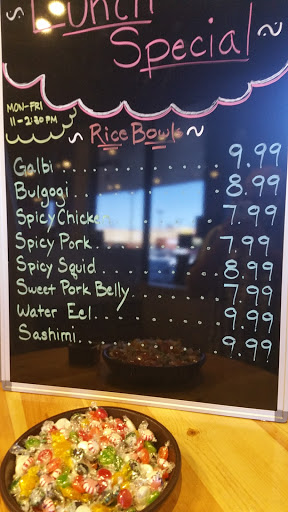 Lunch
Special
MON-FRI
11-2:30 PM
~ Rice Bowls ~
Galbi........... 9.99
Bulgogi........... 8.99
Spicy Chicken........... 7.99
Spicy Pork........... 7.99
Spicy Squid........... 8.99
Sweet Pork Belly........... 7.99
Water Eel........... 9.99
Sashimi........... 9.99